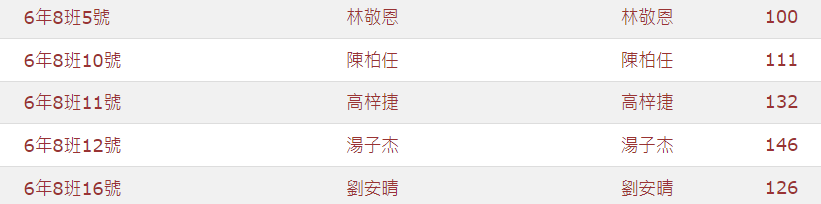 6年8班5號 林敬恩 林敬恩 100
6年8班10號 陳柏任 陳柏任 111
6年8班11號 高梓捷 高梓捷 132
6年8班12號 湯子杰 湯子杰 146
6年8班16號 劉安晴 劉安晴 126